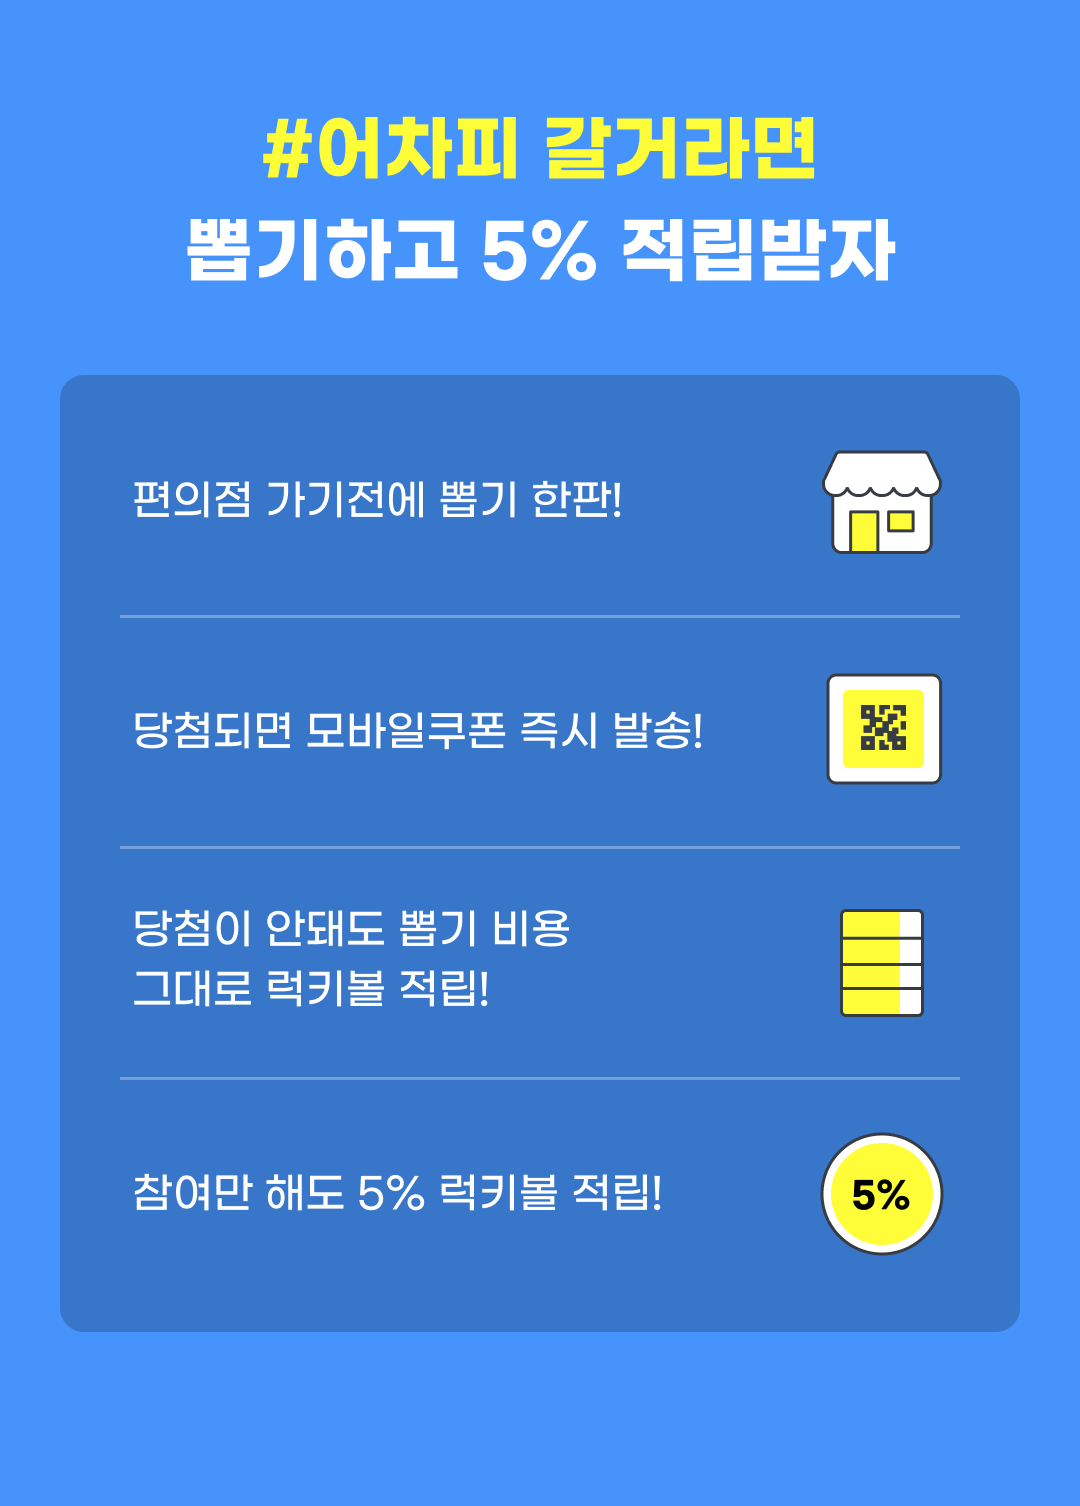 #어차피 갈거라면
뽑기하고 5% 적립받자
편의점 가기전에 뽑기 한판!
당첨되면 모바일쿠폰 즉시 발송!
당첨이 안돼도 뽑기 비용
그대로 럭키볼 적립!
참여만 해도 5% 럭키볼 적립!
5%